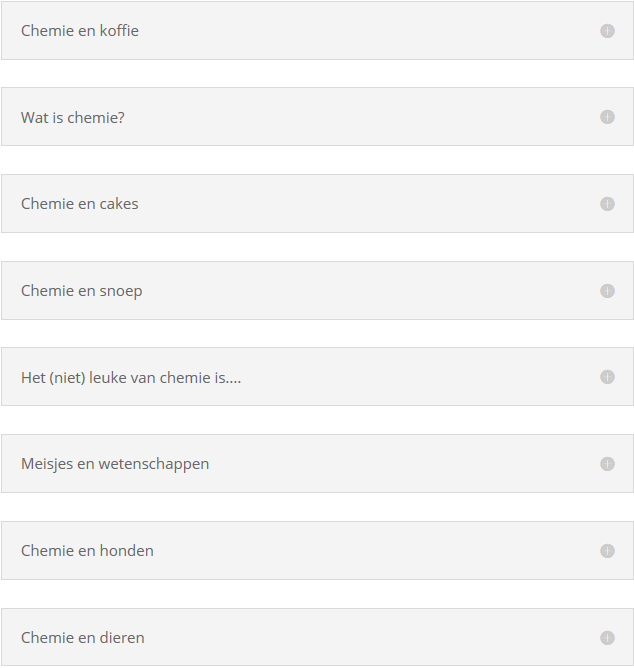 Chemie en koffie
Wat is chemie?
Chemie en cakes
Chemie en snoep
Het (niet) leuke van chemie is....
Meisjes en wetenschappen
Chemie en honden
Chemie en dieren